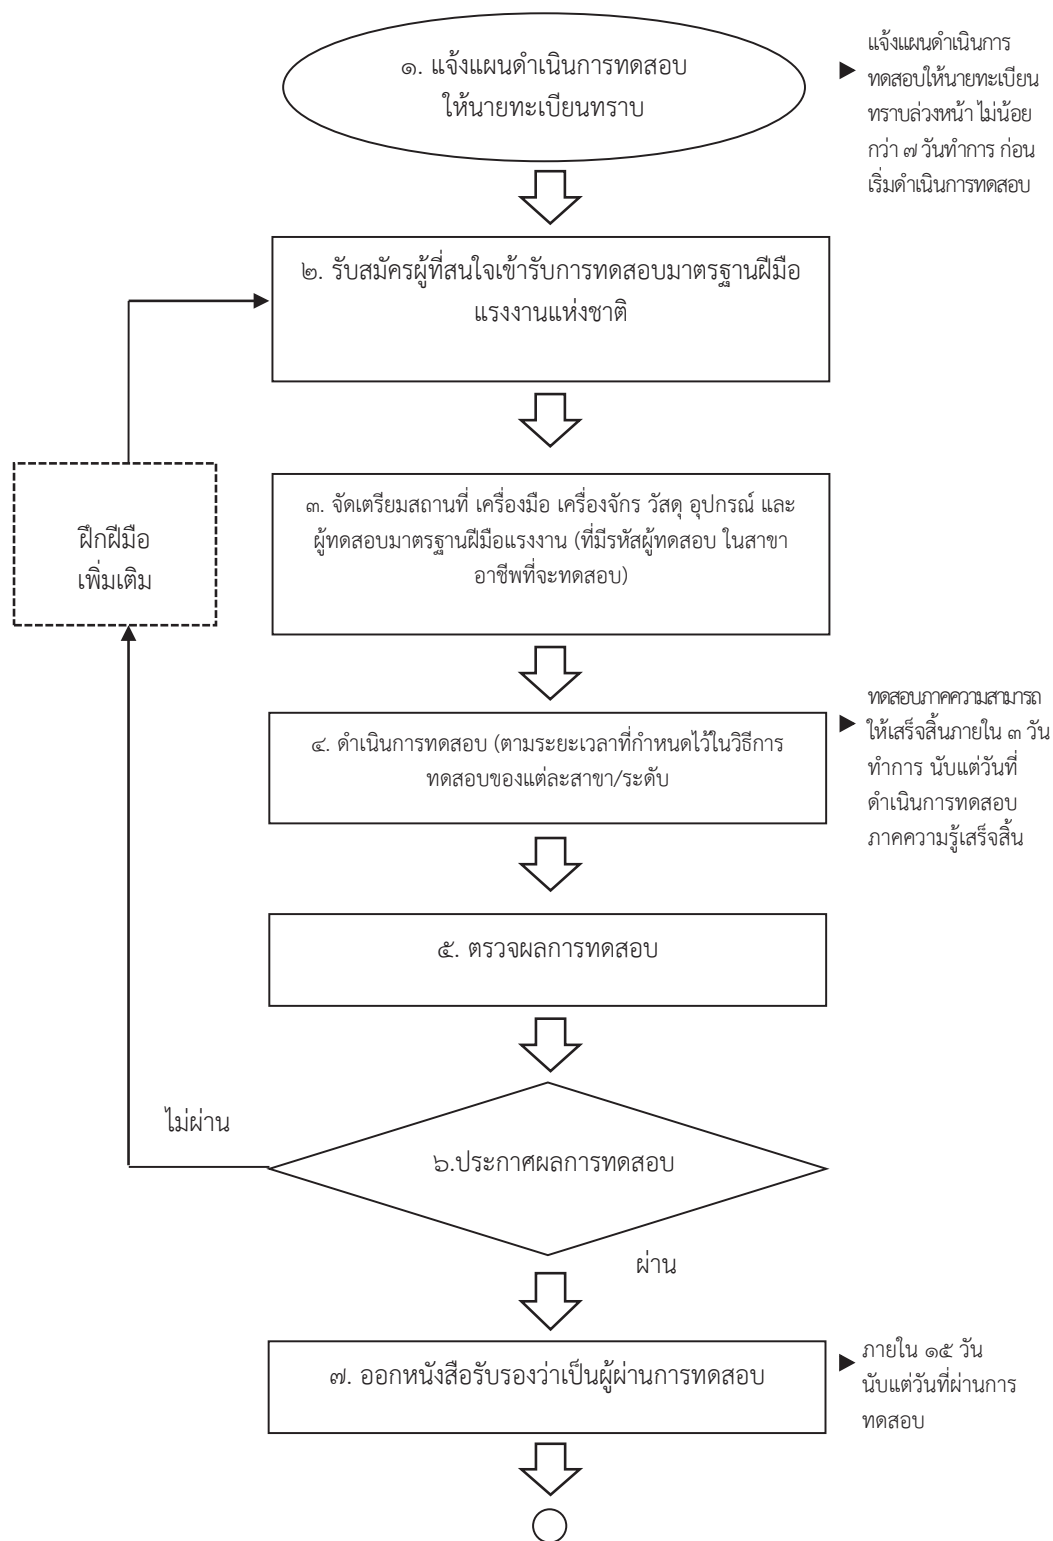 ๑. แจ้งแผนดำเนินการทดสอบ
ให้นายทะเบียนทราบ
แจ้งแผนดำเนินการ
ทดสอบให้นายทะเบียน
ทราบล่วงหน้า ไม่น้อย
กว่า ๗ วันทำการ ก่อน
เริ่มดำเนินการทดสอบ
๒. รับสมัครผู้ที่สนใจเข้ารับการทดสอบมาตรฐานฝีมือ
แรงงานแห่งชาติ
ฝึกฝีมือ
เพิ่มเติม
๓. จัดเตรียมสถานที่ เครื่องมือ เครื่องจักร วัสดุ อุปกรณ์ และ
ผู้ทดสอบมาตรฐานฝีมือแรงงาน (ที่มีรหัสผู้ทดสอบ ในสาขา
อาชีพที่จะทดสอบ)
๔. ดำเนินการทดสอบ (ตามระยะเวลาที่กำหนดไว้ในวิธีการ
ทดสอบของแต่ละสาขา/ระดับ
ทดสอบภาคความสามารถ
ให้เสร็จสิ้นภายใน ๓ วัน
ทำการ นับแต่วันที่
ดำเนินการทดสอบ
ภาคความรู้เสร็จสิ้น
๕. ตรวจผลการทดสอบ
ไม่ผ่าน
๖.ประกาศผลการทดสอบ
ผ่าน
๗. ออกหนังสือรับรองว่าเป็นผู้ผ่านการทดสอบ
ภายใน ๑๕ วัน
นับแต่วันที่ผ่านการ
ทดสอบ